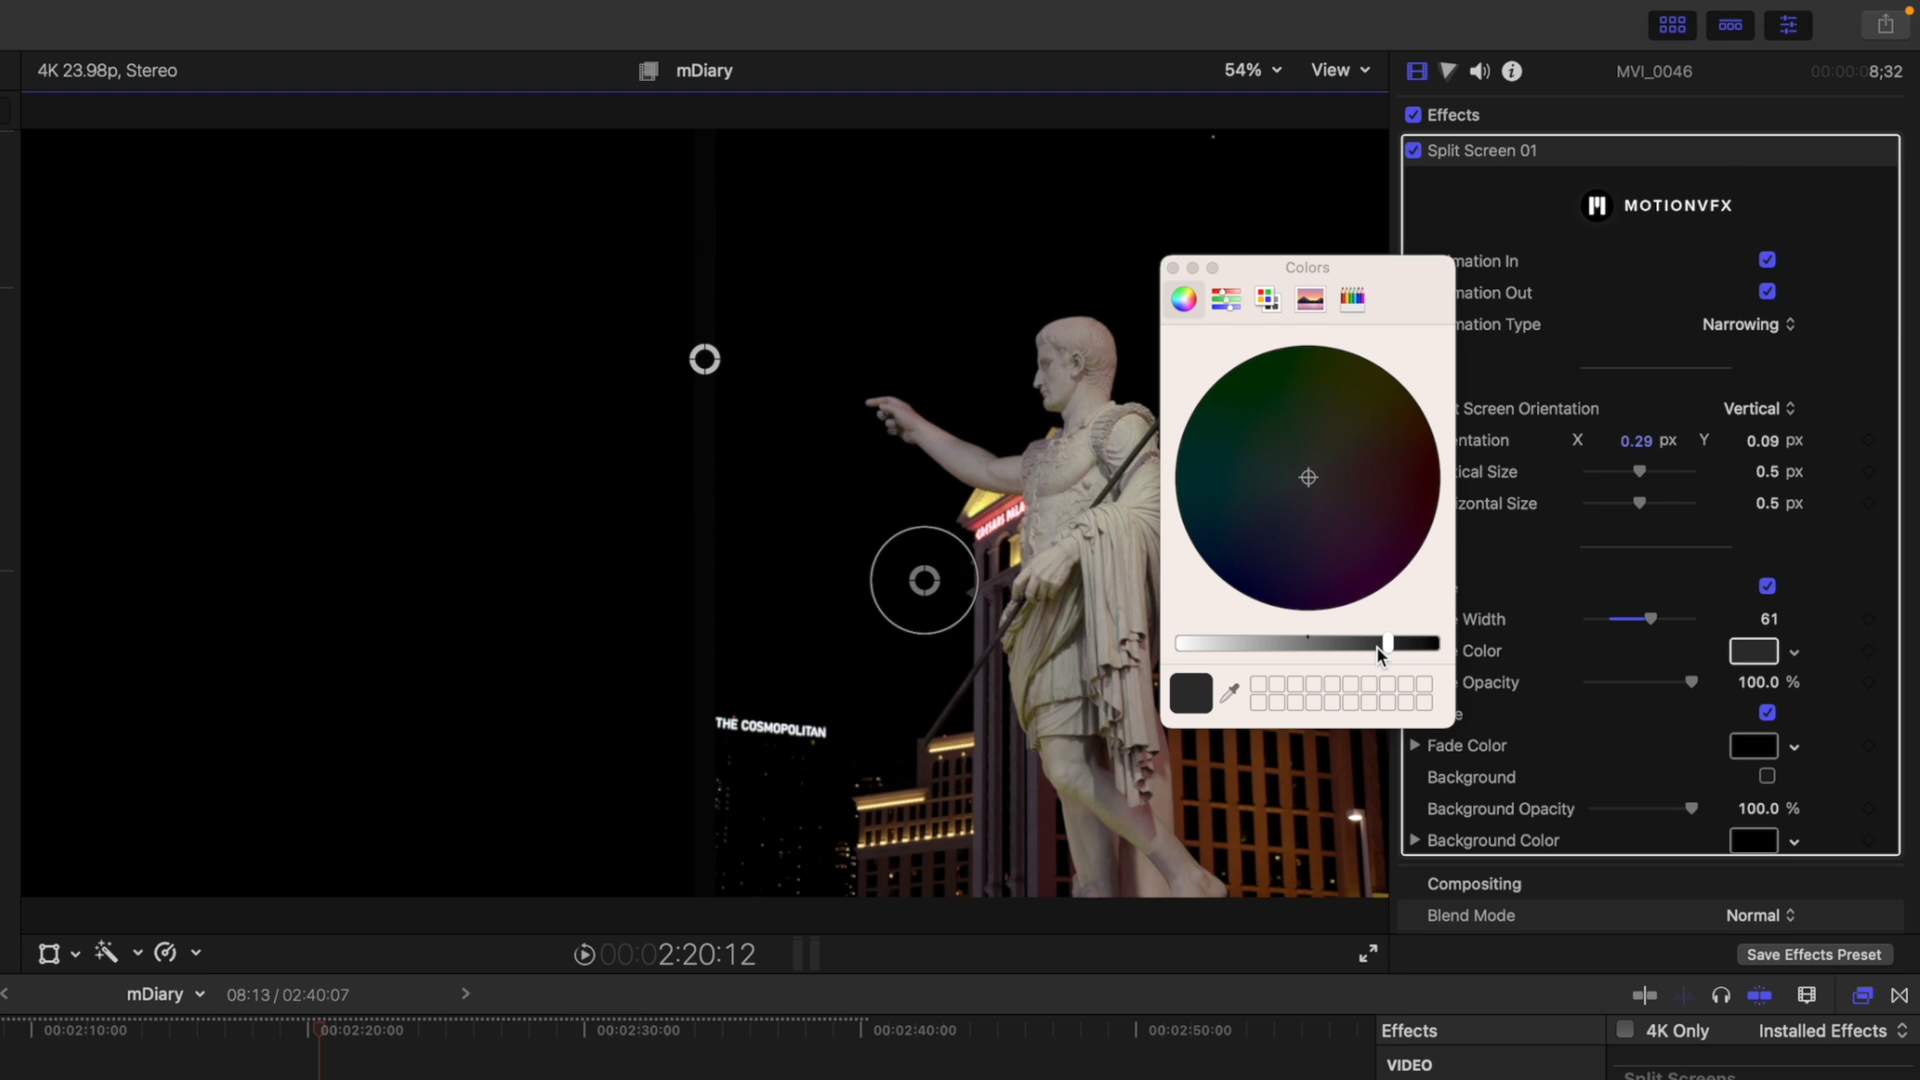 4K 23.98p, Stereo
mDiary
54%
View
MVI_0046
00:00:08;32
Effects
Split Screen 01
MOTIONVFX
Colors
mation In
mation Out
mation Type
Narrowing
t Screen Orientation
Vertical
entation
X
0.29 px
Y
0.09 px
ical Size
0.5 px
zontal Size
0.5 px
Width
61
Color
Opacity
100.0 %
Fade Color
Background
Background Opacity
100.0 %
Background Color
Compositing
Blend Mode
Normal
Save Effects Preset
CAESARS PALA
THE COSMOPOLITAN
00:02:20:12
mDiary
08:13 / 02:40:07
00:02:10:00
00:02:20:00
00:02:30:00
00:02:40:00
00:02:50:00
Effects
4K Only
Installed Effects
VIDEO
Split Screens